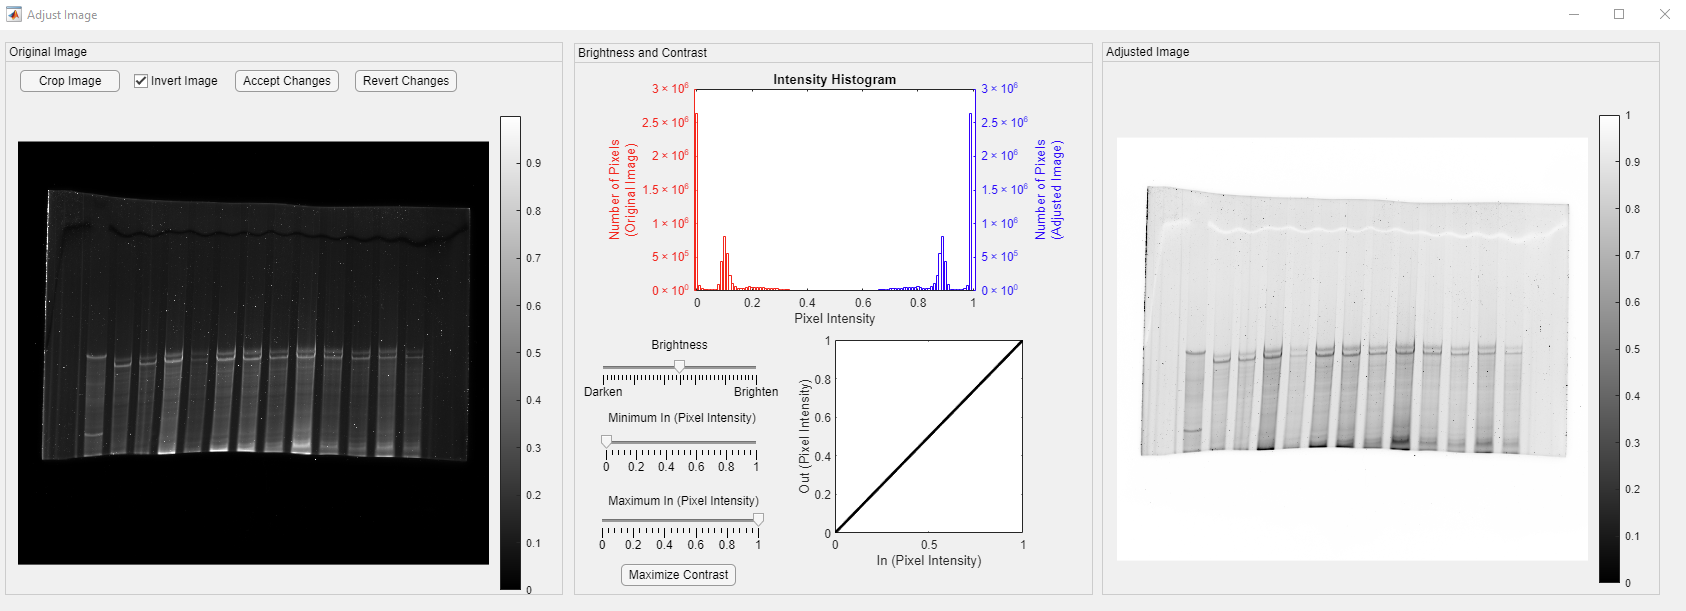 Adjust Image
Original Image
Crop Image
Invert Image
Accept Changes
Revert Changes
0.9
0.8
0.7
0.6
0.5
0.4
0.3
0.2
0.1
0
Brightness and Contrast
Intensity Histogram
3 × 10⁶
2.5 × 10⁶
2 × 10⁶
1.5 × 10⁶
1 × 10⁶
5 × 10⁵
0 × 10⁰
Number of Pixels
(Original Image)
3 × 10⁶
2.5 × 10⁶
2 × 10⁶
1.5 × 10⁶
1 × 10⁶
5 × 10⁵
0 × 10⁰
Number of Pixels
(Adjusted Image)
0 0.2 0.4 0.6 0.8 1
Pixel Intensity
Brightness
Darken Brighten
Minimum In (Pixel Intensity)
0 0.2 0.4 0.6 0.8 1
Maximum In (Pixel Intensity)
0 0.2 0.4 0.6 0.8 1
Maximize Contrast
Out (Pixel Intensity)
1
0.8
0.6
0.4
0.2
0
0 0.5 1
In (Pixel Intensity)
Adjusted Image
1
0.9
0.8
0.7
0.6
0.5
0.4
0.3
0.2
0.1
0